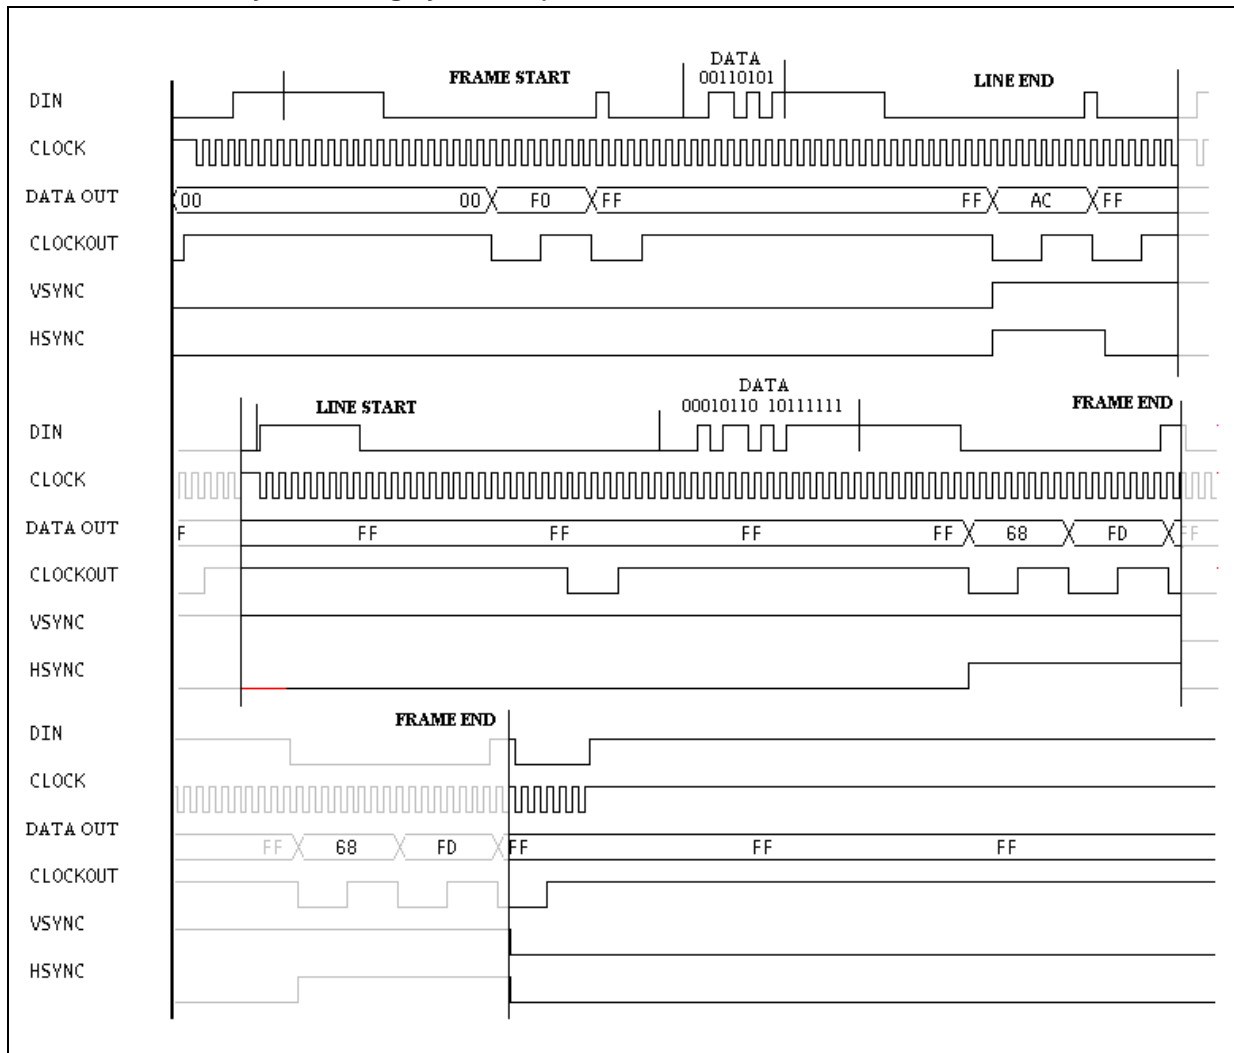 DATA
FRAME START 00110101 LINE END
DIN
CLOCK
DATA OUT 00 00 F0 FF FF AC FF
CLOCKOUT
VSYNC
HSYNC
DATA
LINE START 00010110 10111111 FRAME END
DIN
CLOCK
DATA OUT F FF FF FF FF 68 FD FF
CLOCKOUT
VSYNC
HSYNC
FRAME END
DIN
CLOCK
DATA OUT FF 68 FD FF FF FF
CLOCKOUT
VSYNC
HSYNC